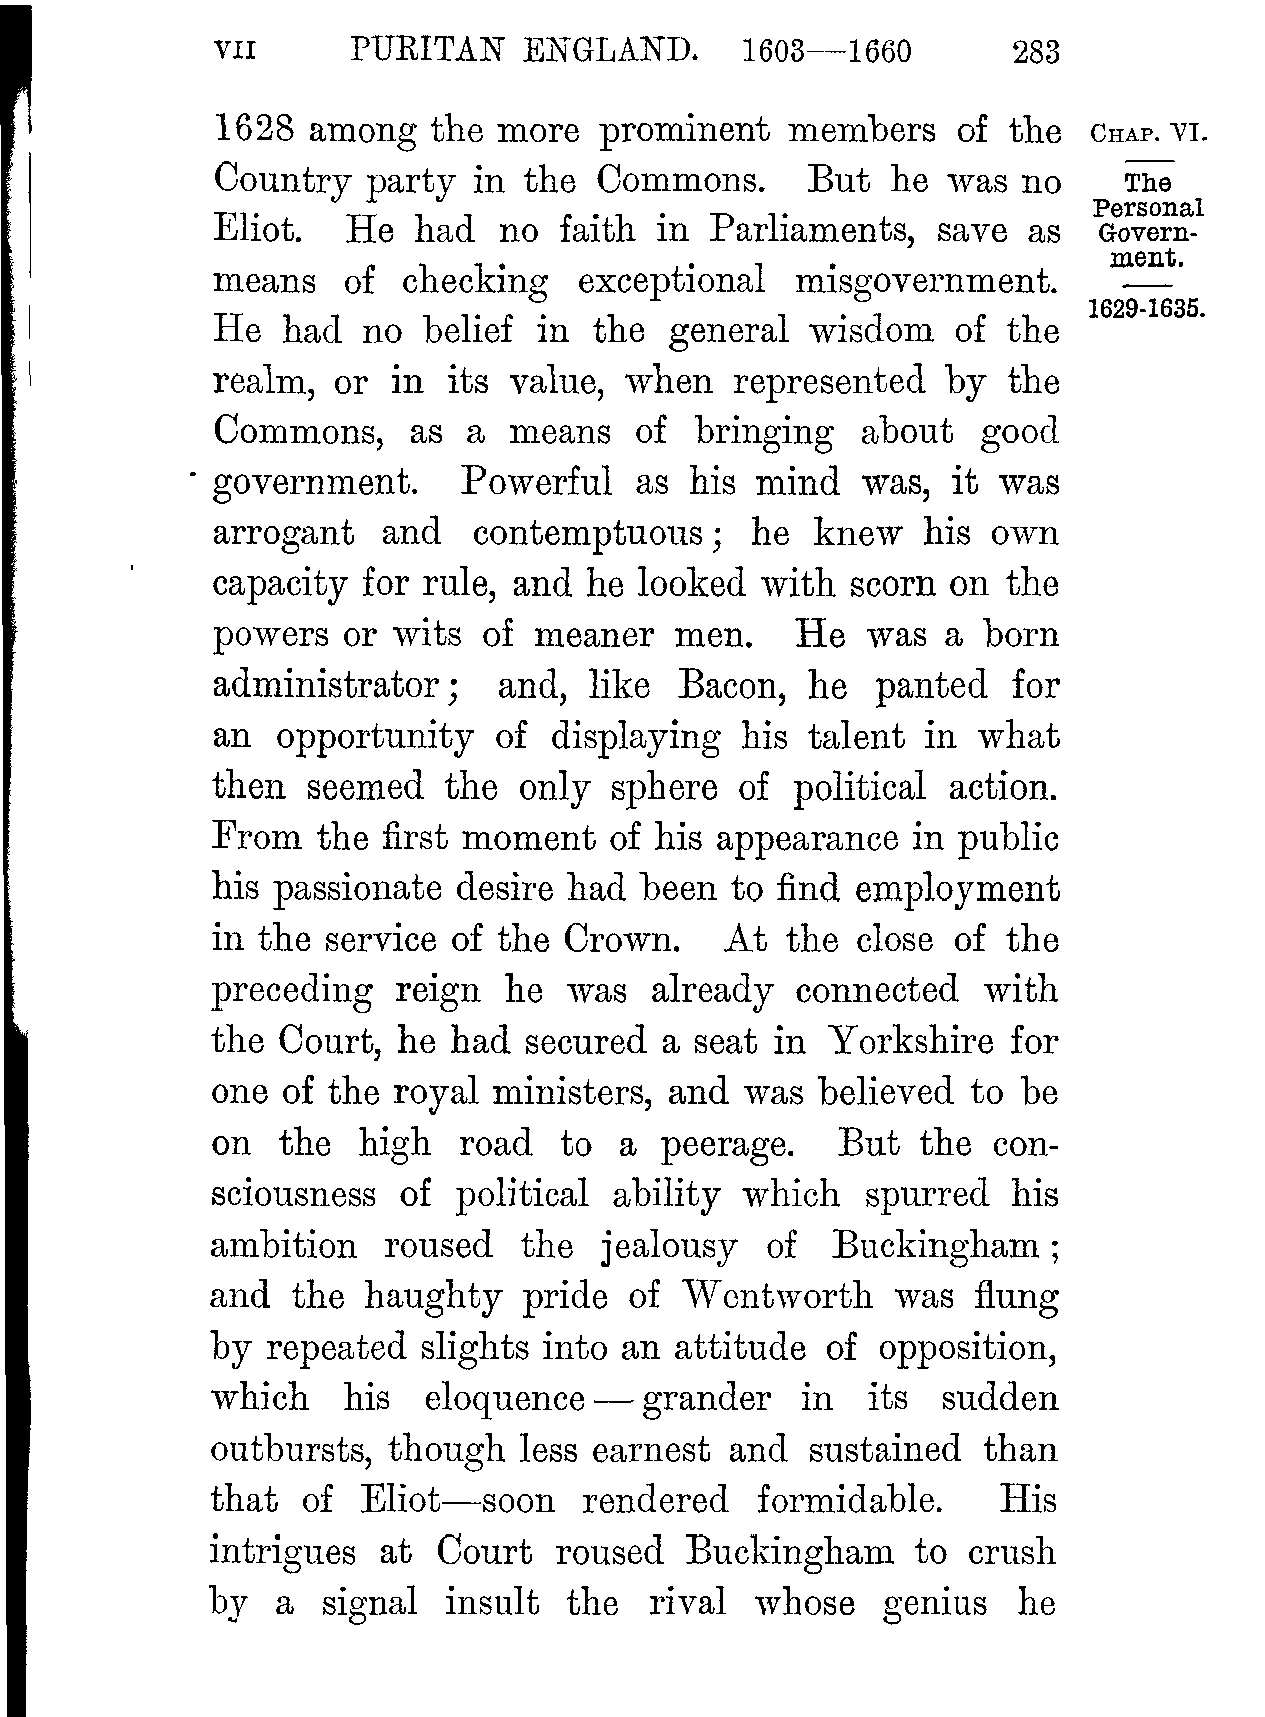 VII PURITAN ENGLAND. 1603—1660 283
1628 among the more prominent members of the
Country party in the Commons. But he was no
Eliot. He had no faith in Parliaments, save as
means of checking exceptional misgovernment.
He had no belief in the general wisdom of the
realm, or in its value, when represented by the
Commons, as a means of bringing about good
government. Powerful as his mind was, it was
arrogant and contemptuous; he knew his own
capacity for rule, and he looked with scorn on the
powers or wits of meaner men. He was a born
administrator; and, like Bacon, he panted for
an opportunity of displaying his talent in what
then seemed the only sphere of political action.
From the first moment of his appearance in public
his passionate desire had been to find employment
in the service of the Crown. At the close of the
preceding reign he was already connected with
the Court, he had secured a seat in Yorkshire for
one of the royal ministers, and was believed to be
on the high road to a peerage. But the con-
sciousness of political ability which spurred his
ambition roused the jealousy of Buckingham;
and the haughty pride of Wentworth was flung
by repeated slights into an attitude of opposition,
which his eloquence—grander in its sudden
outbursts, though less earnest and sustained than
that of Eliot—soon rendered formidable. His
intrigues at Court roused Buckingham to crush
by a signal insult the rival whose genius he
CHAP. VI.
The
Personal
Govern-
ment.
1629-1635.